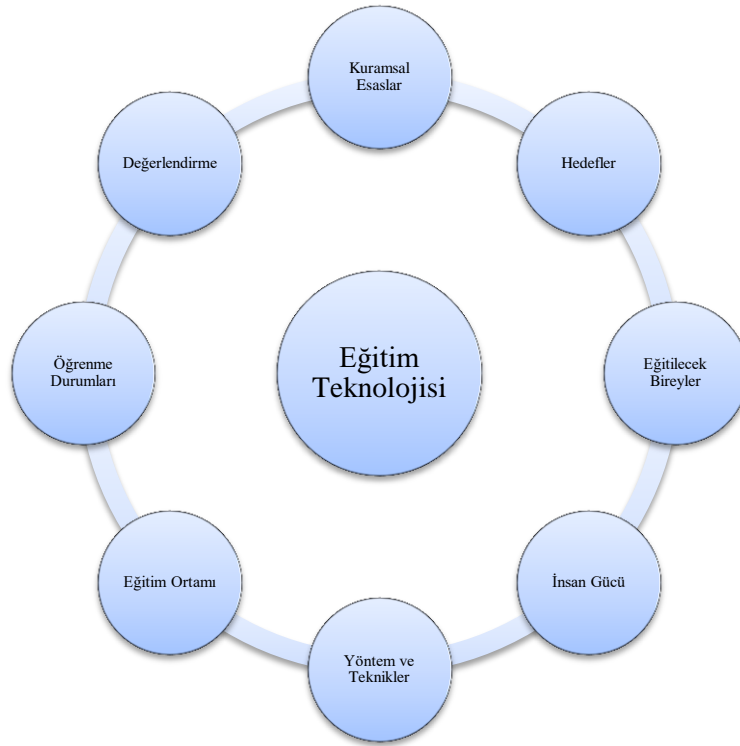 Kuramsal
Esaslar
Değerlendirme
Hedefler
Öğrenme
Durumları
Eğitim
Teknolojisi
Eğitilecek
Bireyler
Eğitim Ortamı
İnsan Gücü
Yöntem ve
Teknikler